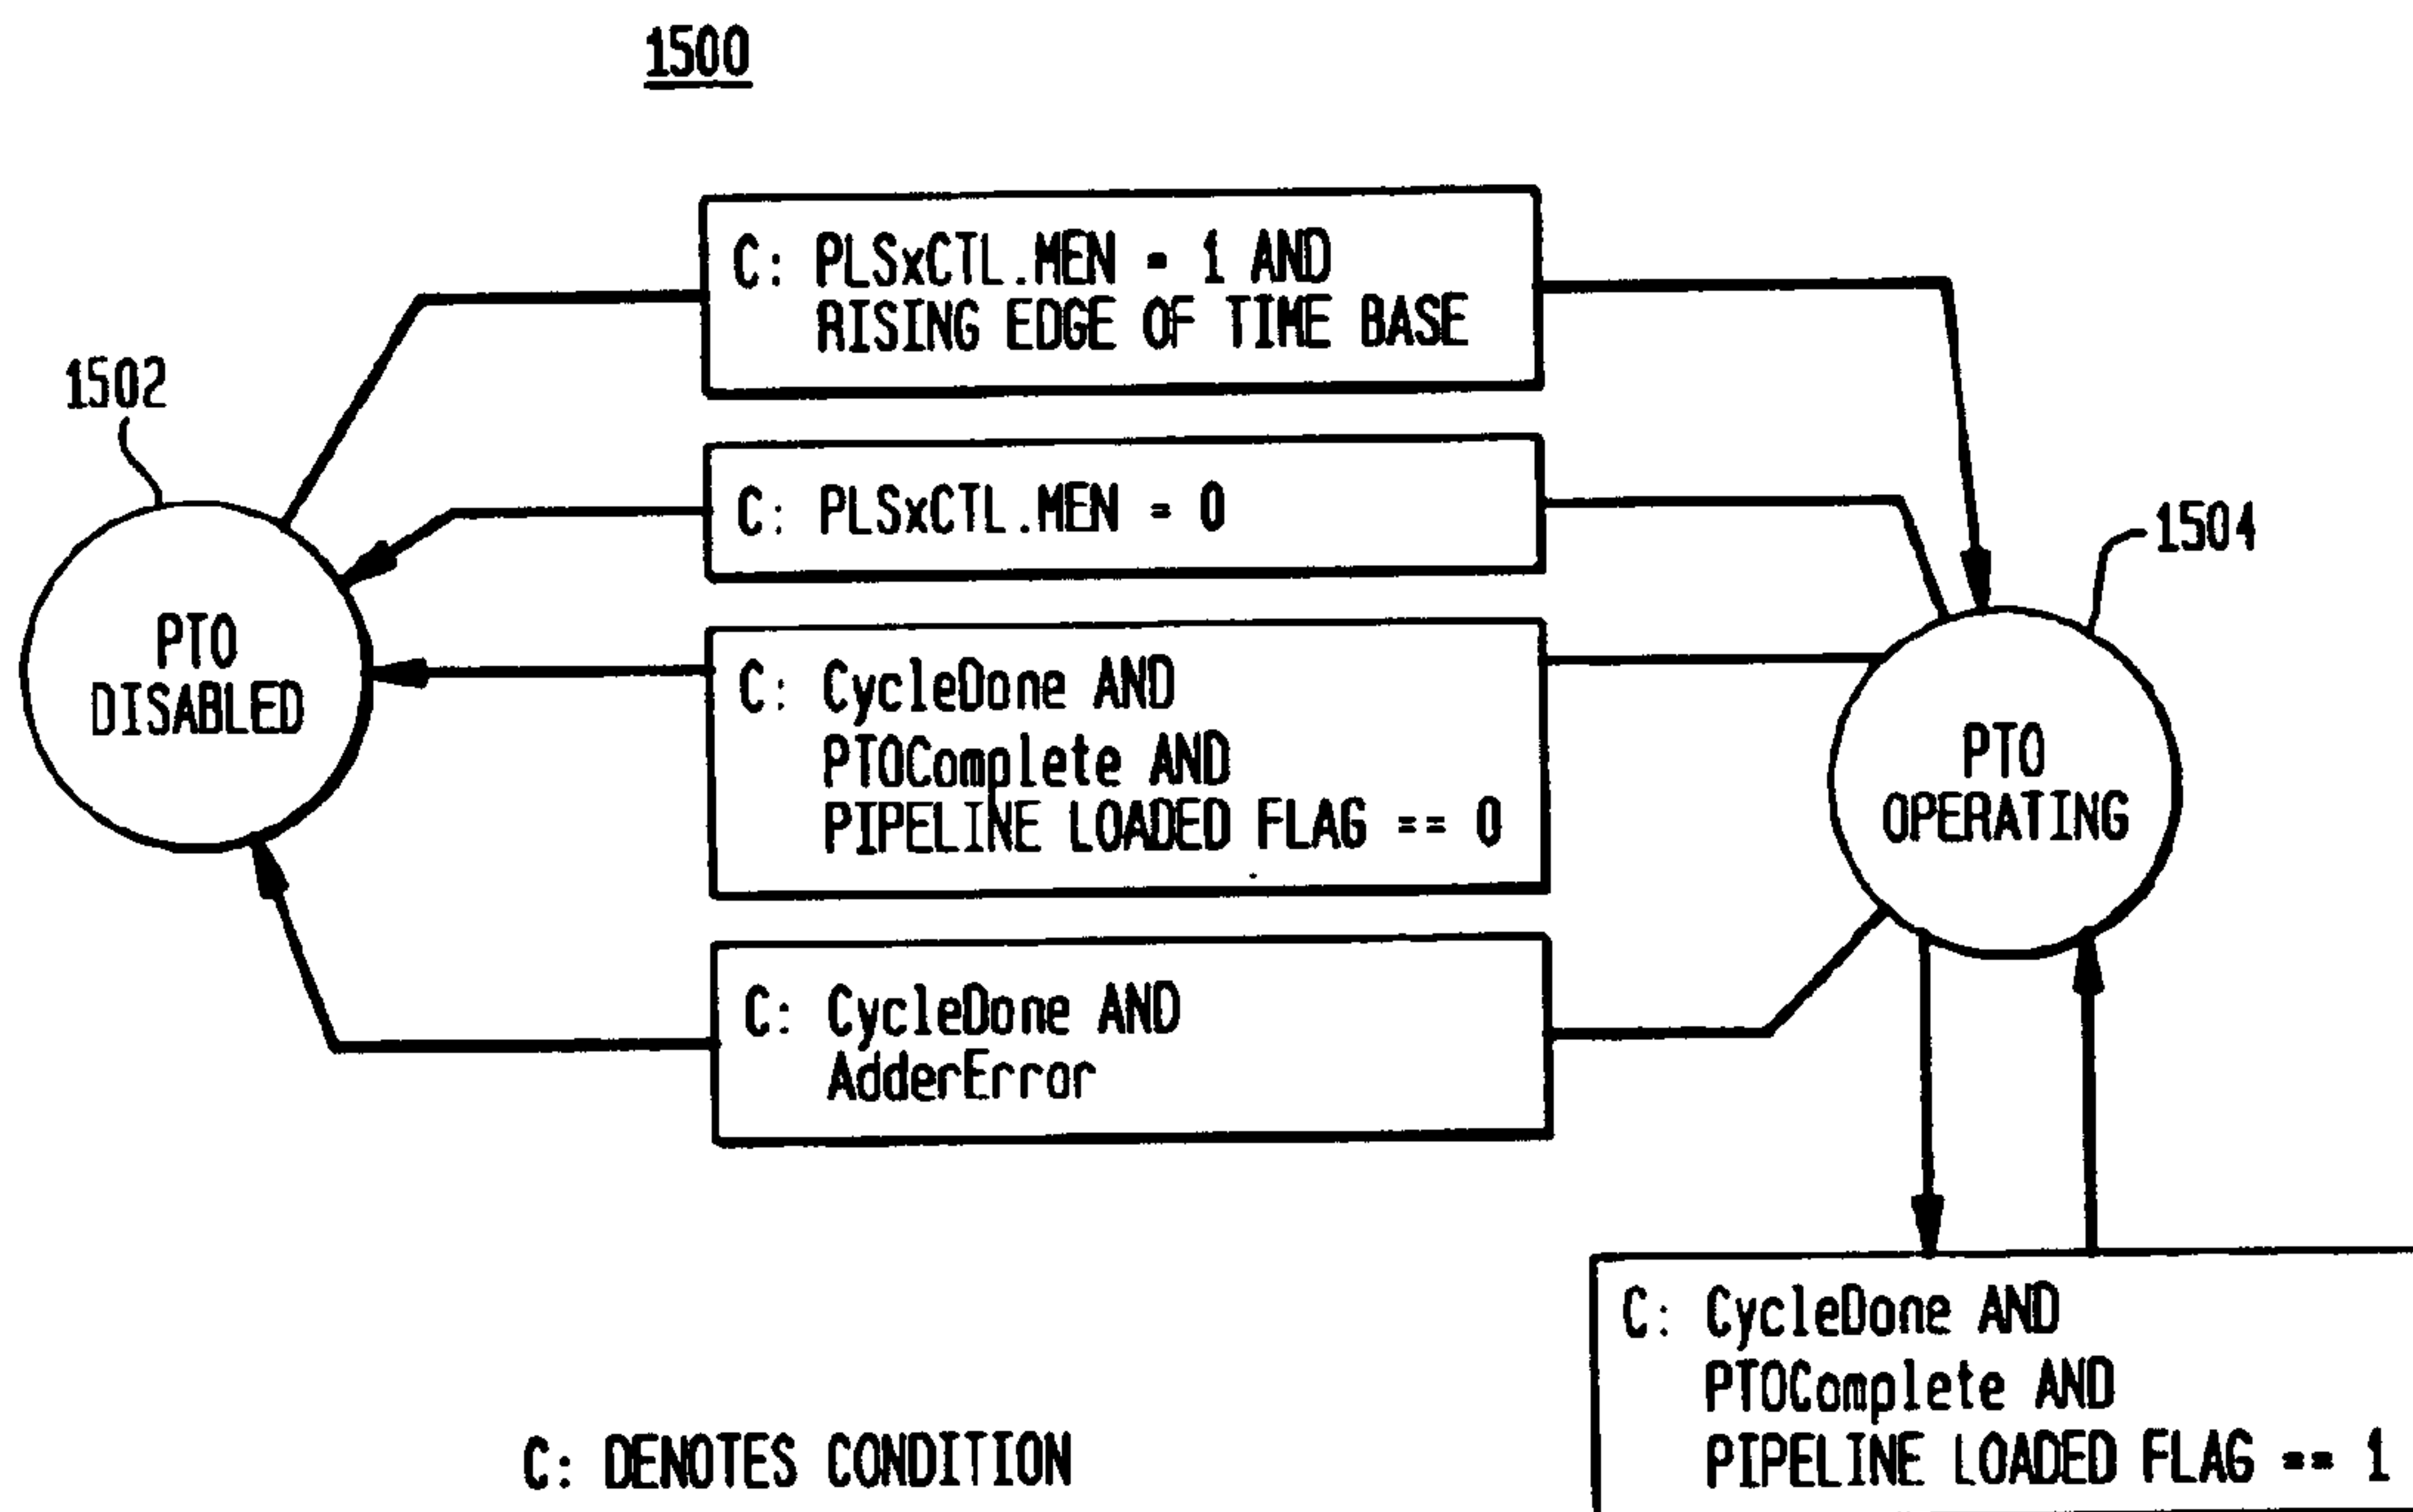 1500
C: PLSxCTL.MEN = 1 AND
RISING EDGE OF TIME BASE
1502
C: PLSxCTL.MEN = 0
1504
PTO
DISABLED
C: CycleDone AND
PTOComplete AND
PIPELINE LOADED FLAG == 0
PTO
OPERATING
C: CycleDone AND
AdderError
C: CycleDone AND
PTOComplete AND
PIPELINE LOADED FLAG == 1
C: DENOTES CONDITION